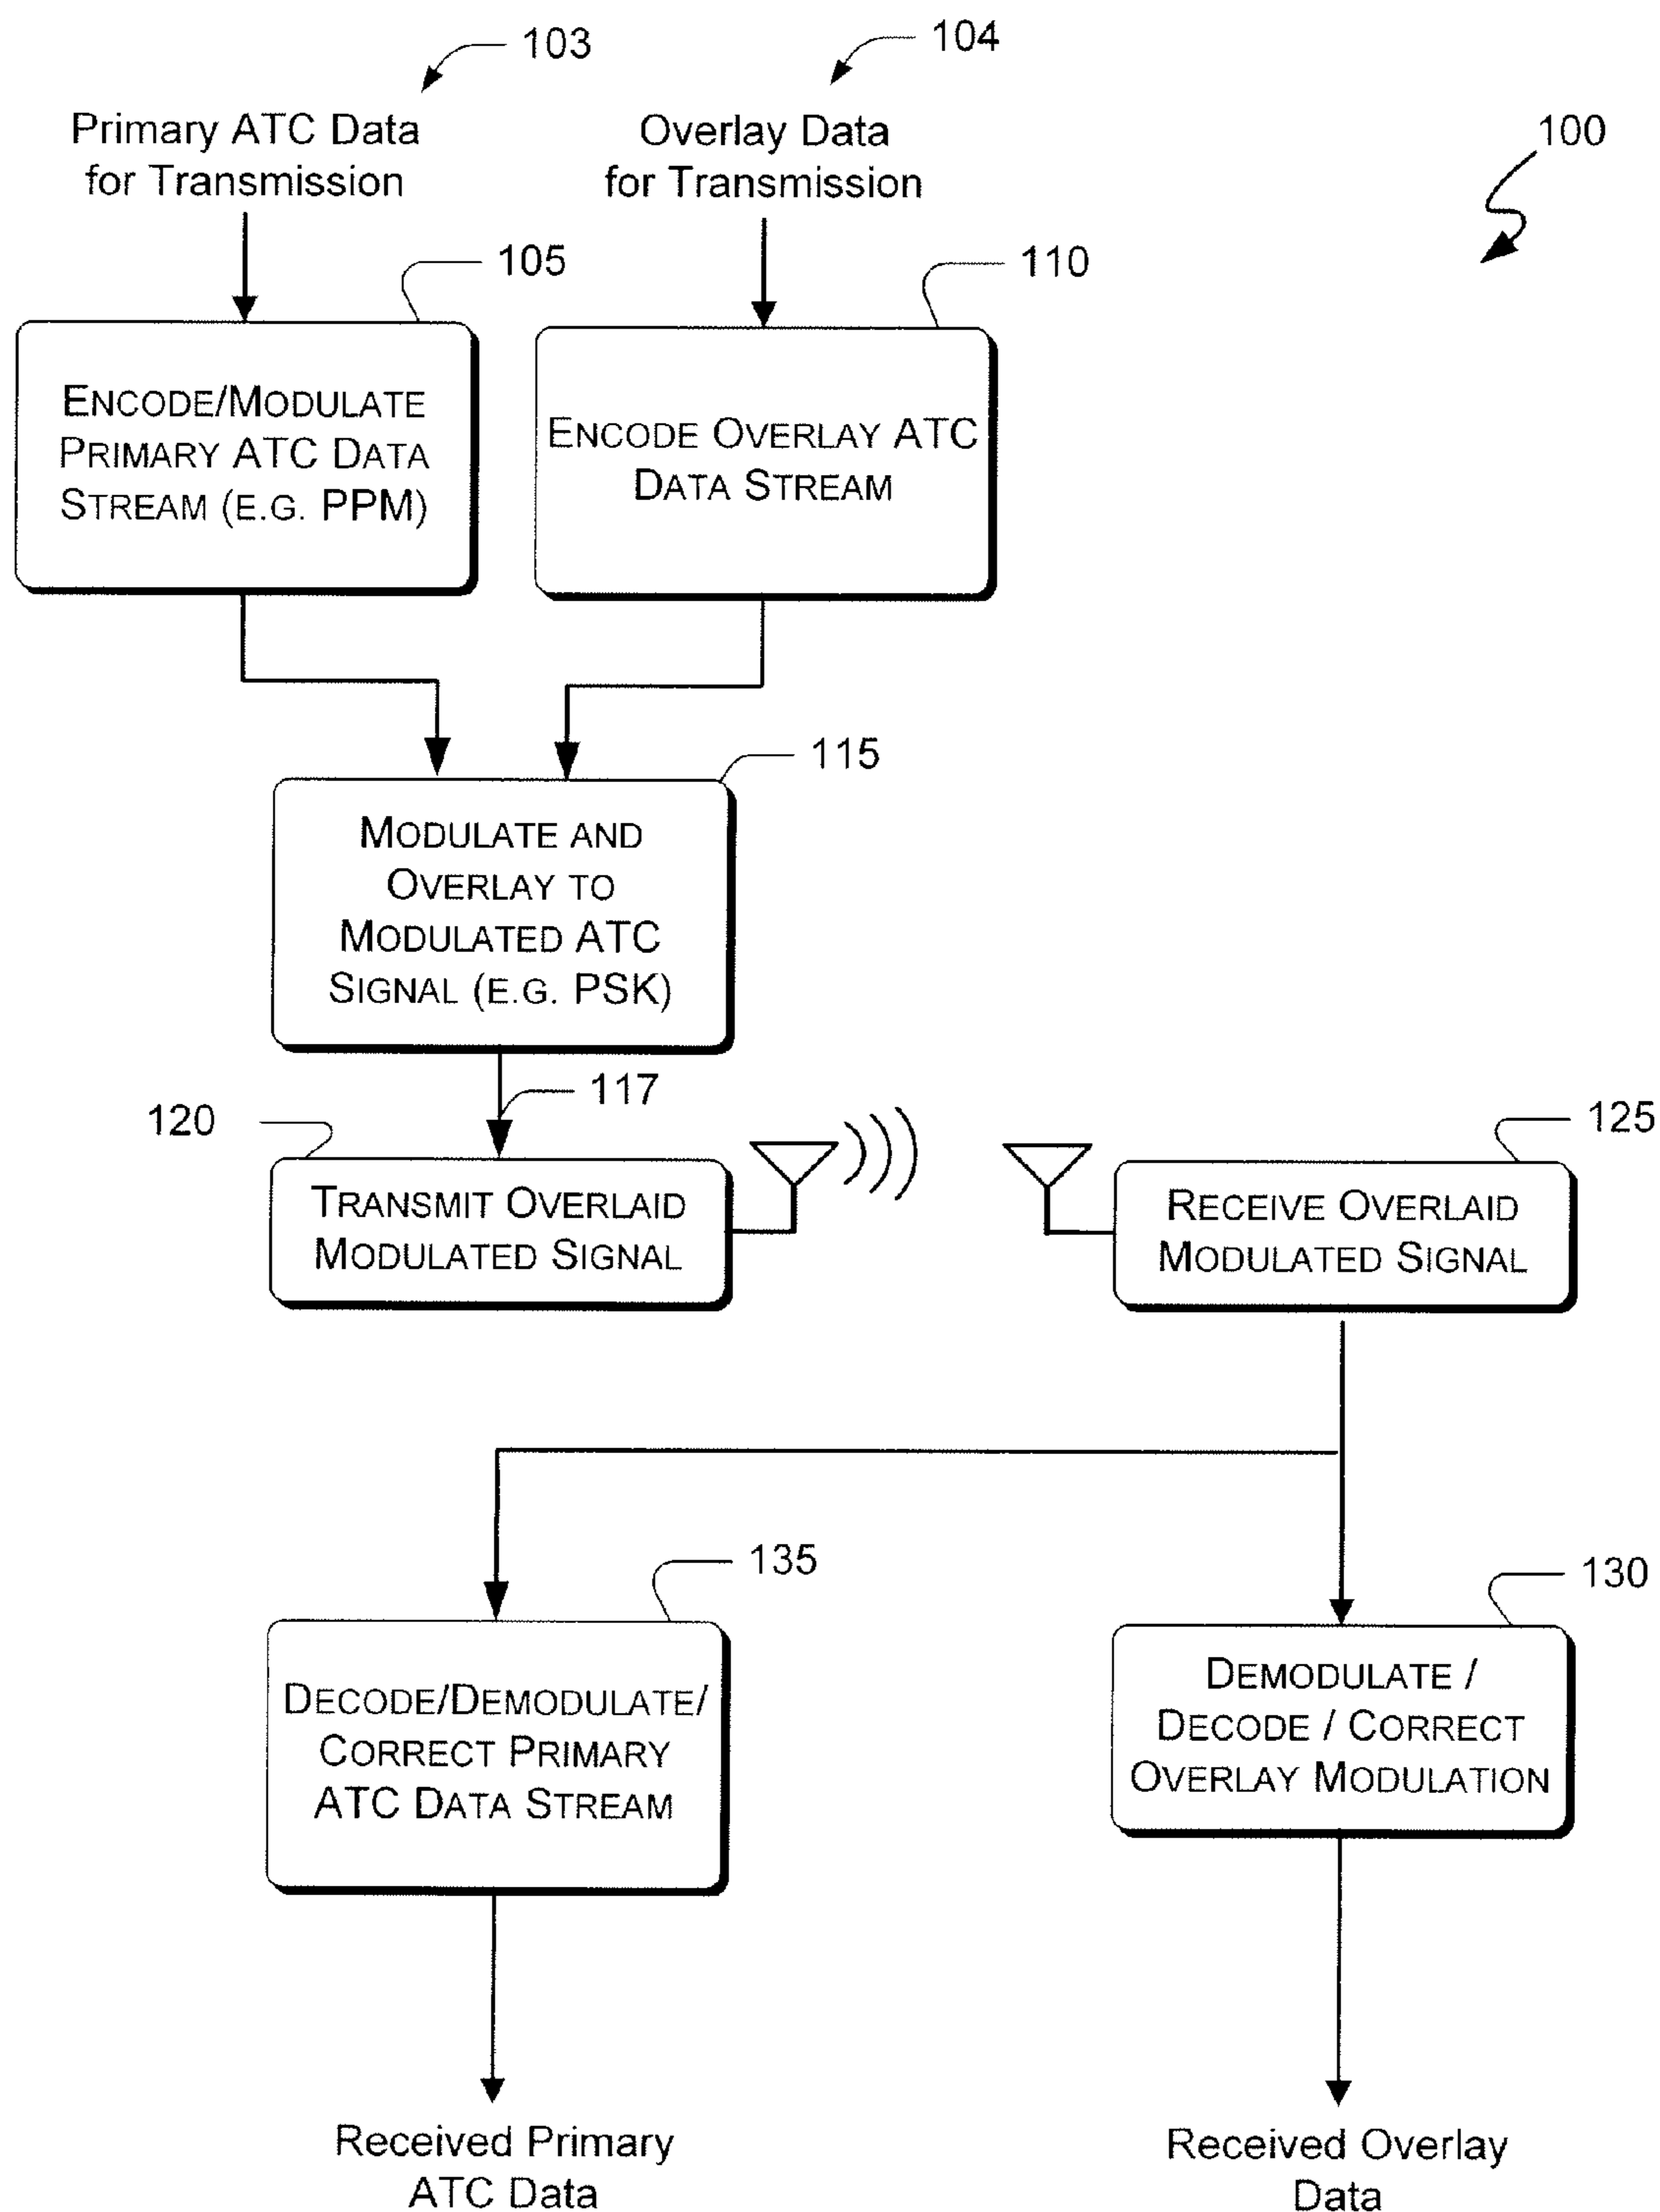 103
104
Primary ATC Data
for Transmission
Overlay Data
for Transmission
100
105
110
ENCODE/MODULATE
PRIMARY ATC DATA
STREAM (E.G. PPM)
ENCODE OVERLAY ATC
DATA STREAM
115
MODULATE AND
OVERLAY TO
MODULATED ATC
SIGNAL (E.G. PSK)
117
120
125
TRANSMIT OVERLAID
MODULATED SIGNAL
RECEIVE OVERLAID
MODULATED SIGNAL
135
130
DECODE/DEMODULATE/
CORRECT PRIMARY
ATC DATA STREAM
DEMODULATE /
DECODE / CORRECT
OVERLAY MODULATION
Received Primary
ATC Data
Received Overlay
Data